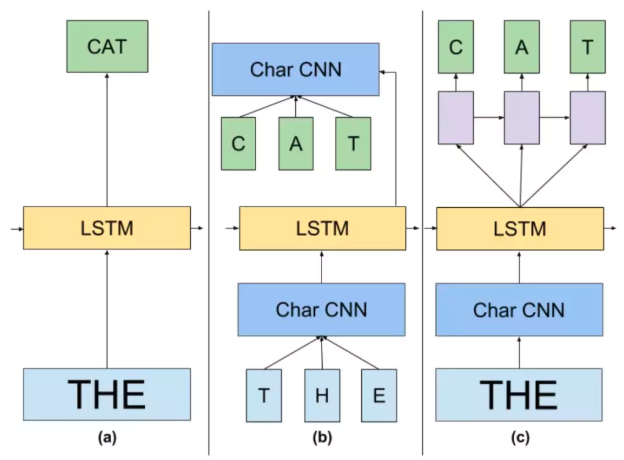 CAT
LSTM
THE
(a)
Char CNN
C A T
LSTM
Char CNN
T H E
(b)
C A T
LSTM
Char CNN
THE
(c)